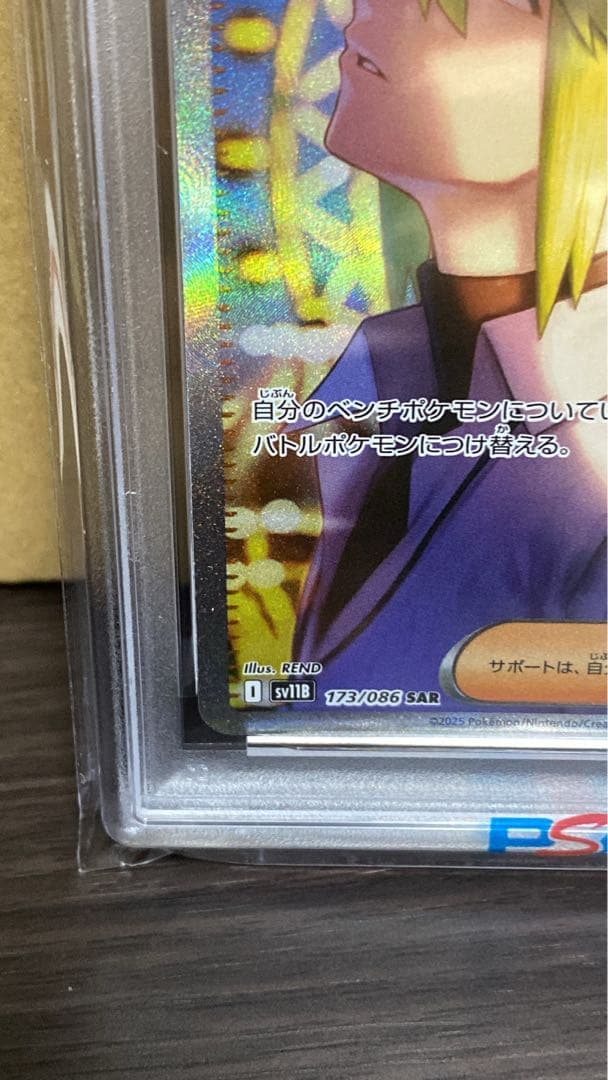 自分のベンチポケモンについてい
バトルポケモンにつけ替える。
Illus. REND
I sv11B 173/086 SAR
サポートは、自分
©2025 Pokémon/Nintendo/Crea
PSA